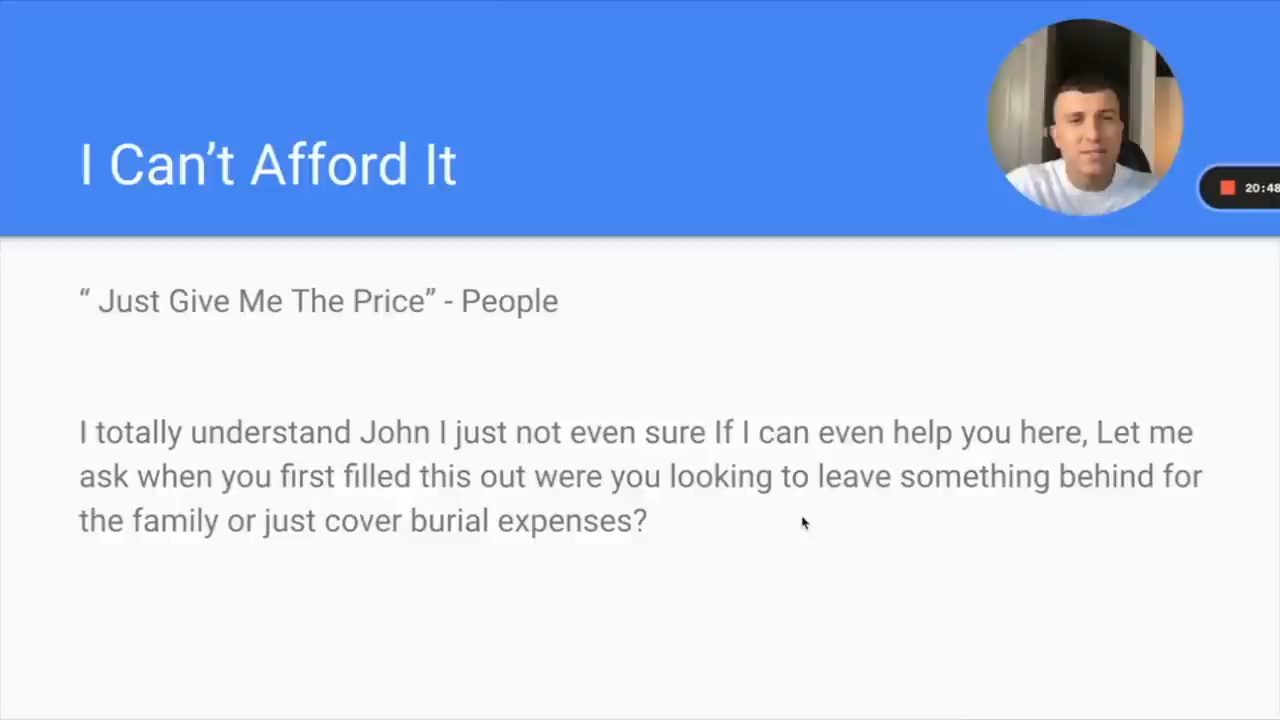 I Can’t Afford It
20:48
“ Just Give Me The Price” - People
I totally understand John I just not even sure If I can even help you here, Let me
ask when you first filled this out were you looking to leave something behind for
the family or just cover burial expenses?